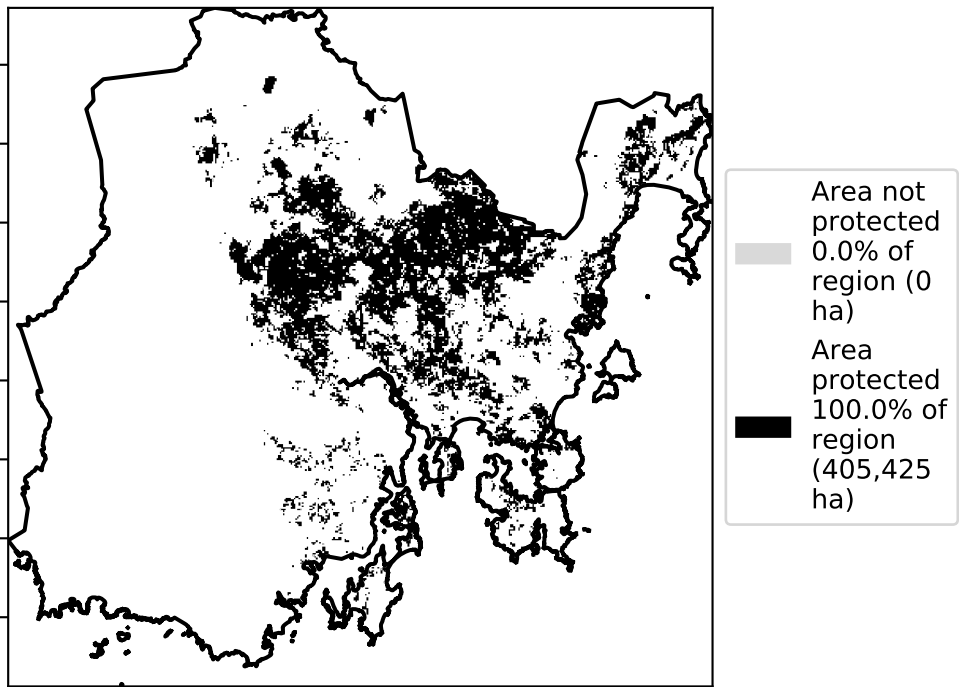 Area not
protected
0.0% of
region (0
ha)
Area
protected
100.0% of
region
(405,425
ha)